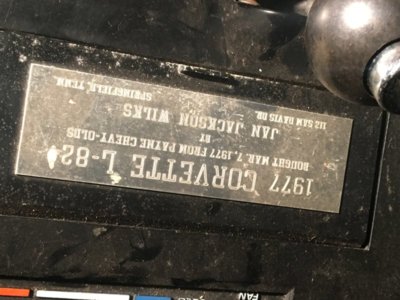 1977 CORVETTE L-82
BOUGHT MAR. 7, 1977 FROM PAYNE CHEVY-OLDS
BY
JAN JACKSON WILKS
112 SAM DAVIS DR.
SPRINGFIELD, TENN
FAN